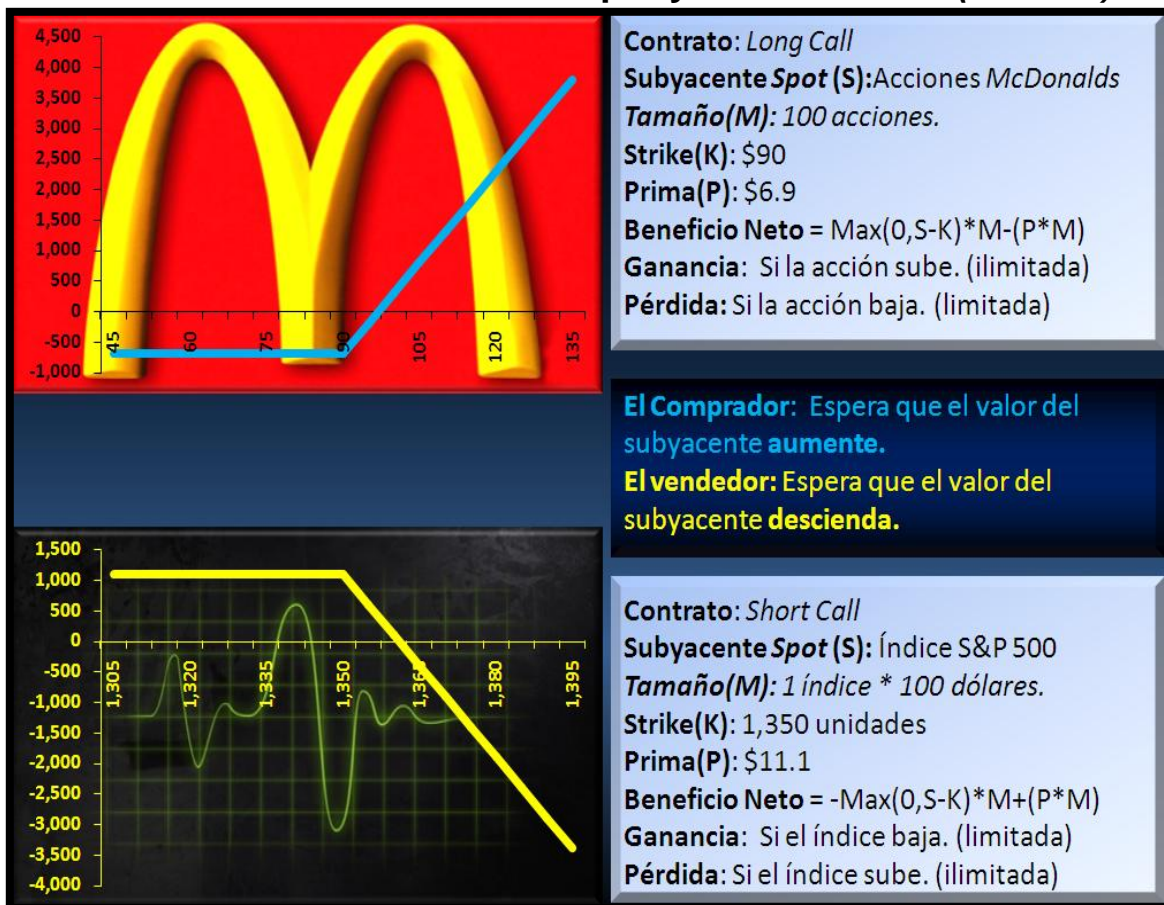 4,500
4,000
3,500
3,000
2,500
2,000
1,500
1,000
500
0
-500
-1,000
45 60 75 90 105 120 135
Contrato: Long Call
Subyacente Spot (S):Acciones McDonalds
Tamaño(M): 100 acciones.
Strike(K): $90
Prima(P): $6.9
Beneficio Neto = Max(0,S-K)*M-(P*M)
Ganancia: Si la acción sube. (ilimitada)
Pérdida: Si la acción baja. (limitada)
El Comprador: Espera que el valor del
subyacente aumente.
El vendedor: Espera que el valor del
subyacente descienda.
1,500
1,000
500
0
-500
-1,000
-1,500
-2,000
-2,500
-3,000
-3,500
-4,000
1,305 1,320 1,335 1,350 1,365 1,380 1,395
Contrato: Short Call
Subyacente Spot (S): Índice S&P 500
Tamaño(M): 1 índice * 100 dólares.
Strike(K): 1,350 unidades
Prima(P): $11.1
Beneficio Neto = -Max(0,S-K)*M+(P*M)
Ganancia: Si el índice baja. (limitada)
Pérdida: Si el índice sube. (ilimitada)